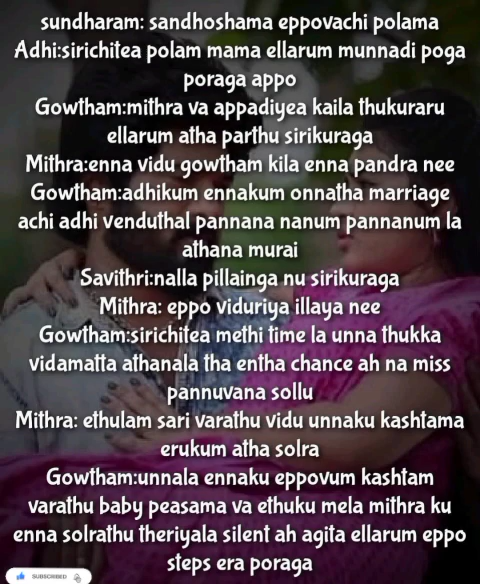 sundharam: sandhoshama eppovachi polama
Adhi:sirichitea polam mama ellarum munnadi poga
poraga appo
Gowtham:mithra va appadiyea kaila thukuraru
ellarum atha parthu sirikuraga
Mithra:enna vidu gowtham kila enna pandra nee
Gowtham:adhikum ennakum onnatha marriage
achi adhi venduthal pannana nanum pannanum la
athana murai
Savithri:nalla pillainga nu sirikuraga
Mithra: eppo viduriya illaya nee
Gowtham:sirichitea methi time la unna thukka
vidamatta athanala tha entha chance ah na miss
pannuvana sollu
Mithra: ethulam sari varathu vidu unnaku kashtama
erukum atha solra
Gowtham:unnala ennaku eppovum kashtam
varathu baby peasama va ethuku mela mithra ku
enna solrathu theriyala silent ah agita ellarum eppo
steps era poraga
SUBSCRIBED